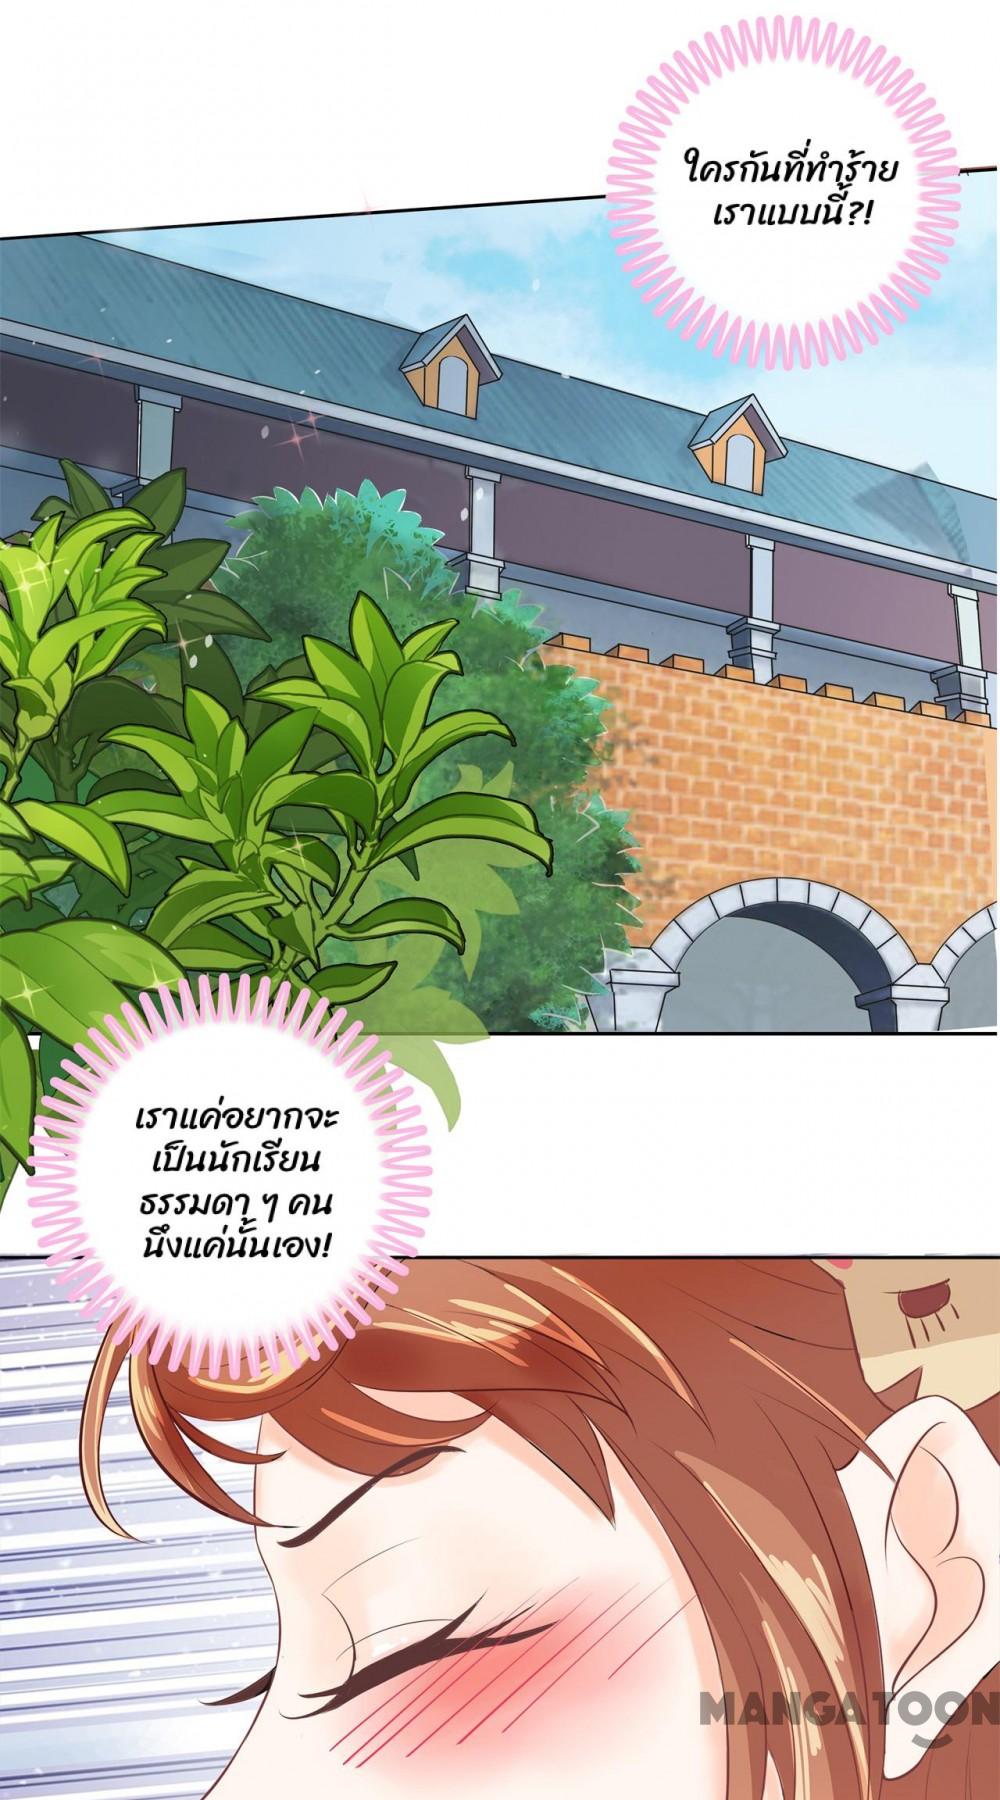 ใครกันที่ทำร้าย
เราแบบนี้?!
เราแค่อยากจะ
เป็นนักเรียน
ธรรมดา ๆ คน
นึงแค่นั้นเอง!
MANGATOON